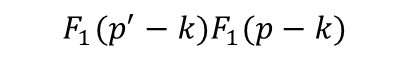 F₁(p′ − k)F₁(p − k)